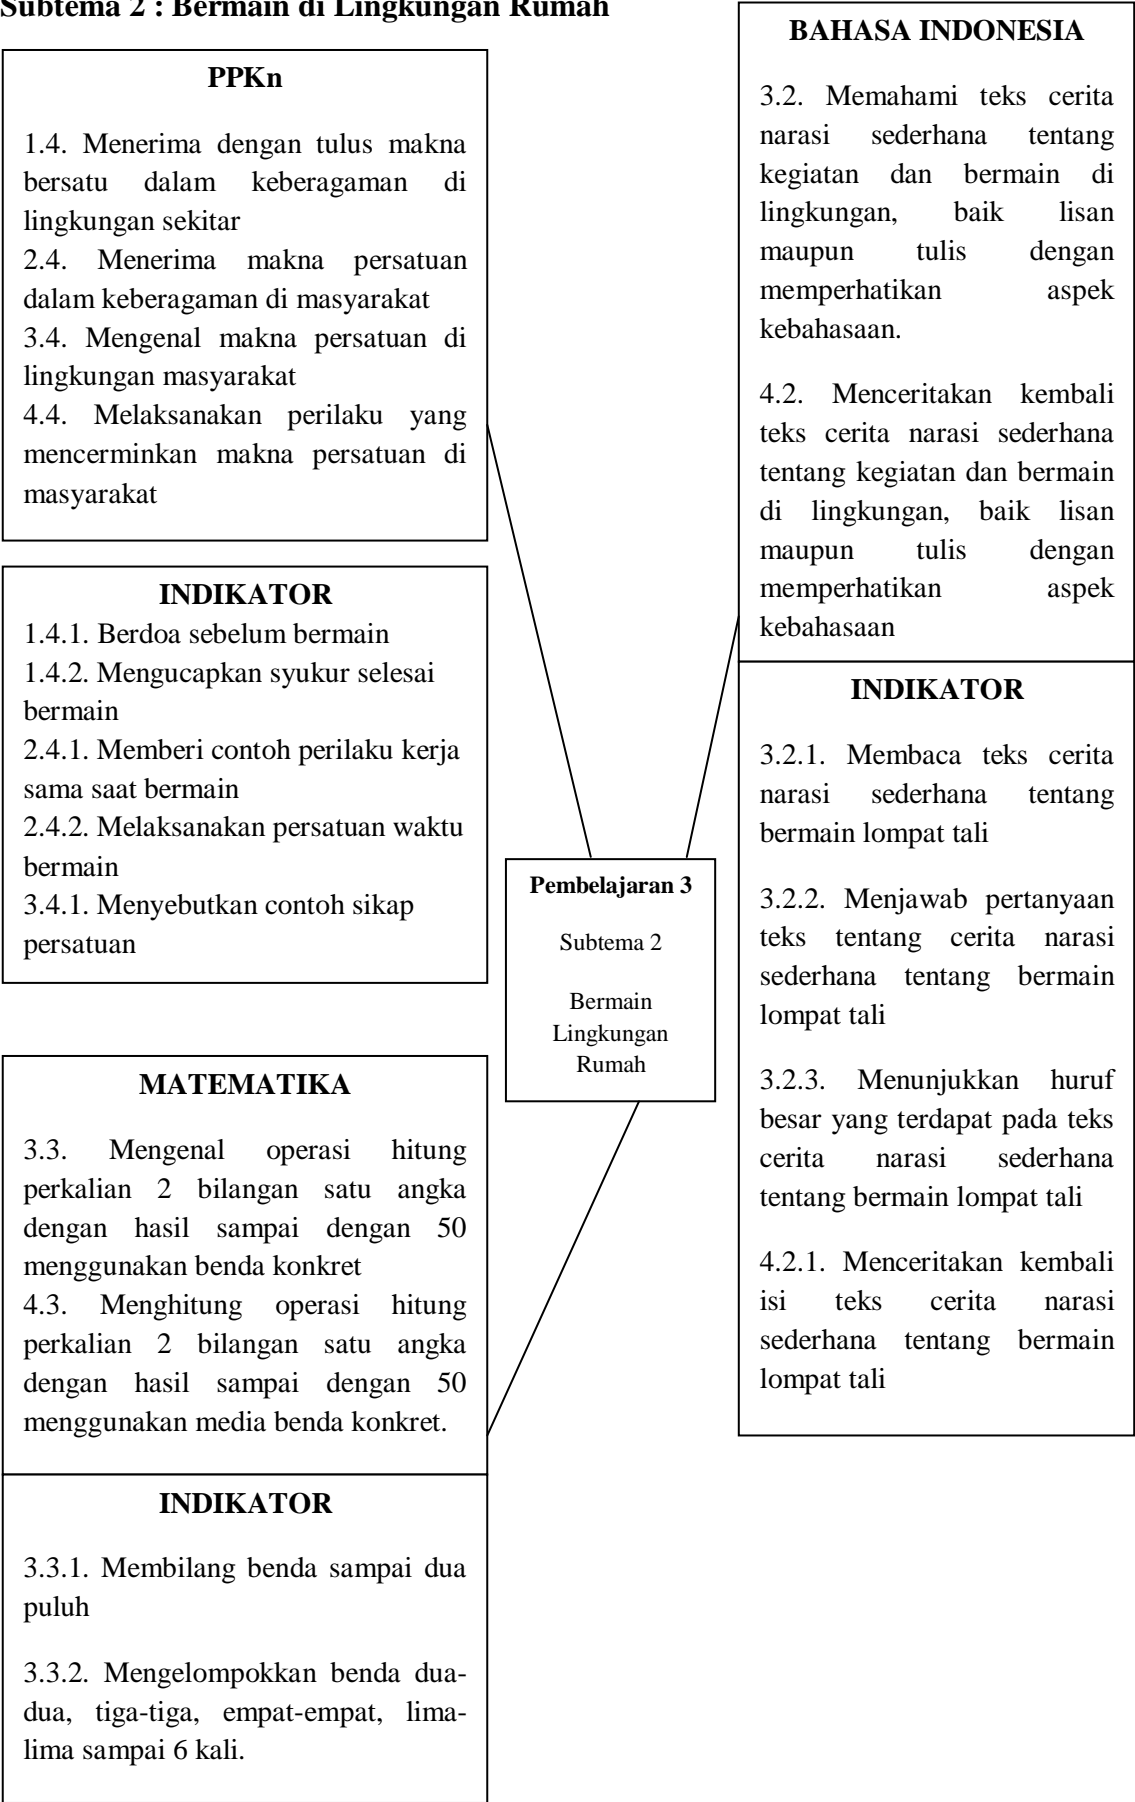 Subtema 2 : Bermain di Lingkungan Rumah
PPKn
1.4. Menerima dengan tulus makna
bersatu dalam keberagaman di
lingkungan sekitar
2.4. Menerima makna persatuan
dalam keberagaman di masyarakat
3.4. Mengenal makna persatuan di
lingkungan masyarakat
4.4. Melaksanakan perilaku yang
mencerminkan makna persatuan di
masyarakat
INDIKATOR
1.4.1. Berdoa sebelum bermain
1.4.2. Mengucapkan syukur selesai
bermain
2.4.1. Memberi contoh perilaku kerja
sama saat bermain
2.4.2. Melaksanakan persatuan waktu
bermain
3.4.1. Menyebutkan contoh sikap
persatuan
BAHASA INDONESIA
3.2. Memahami teks cerita
narasi sederhana tentang
kegiatan dan bermain di
lingkungan, baik lisan
maupun tulis dengan
memperhatikan aspek
kebahasaan.
4.2. Menceritakan kembali
teks cerita narasi sederhana
tentang kegiatan dan bermain
di lingkungan, baik lisan
maupun tulis dengan
memperhatikan aspek
kebahasaan
INDIKATOR
3.2.1. Membaca teks cerita
narasi sederhana tentang
bermain lompat tali
3.2.2. Menjawab pertanyaan
teks tentang cerita narasi
sederhana tentang bermain
lompat tali
3.2.3. Menunjukkan huruf
besar yang terdapat pada teks
cerita narasi sederhana
tentang bermain lompat tali
4.2.1. Menceritakan kembali
isi teks cerita narasi
sederhana tentang bermain
lompat tali
Pembelajaran 3
Subtema 2
Bermain
Lingkungan
Rumah
MATEMATIKA
3.3. Mengenal operasi hitung
perkalian 2 bilangan satu angka
dengan hasil sampai dengan 50
menggunakan benda konkret
4.3. Menghitung operasi hitung
perkalian 2 bilangan satu angka
dengan hasil sampai dengan 50
menggunakan media benda konkret.
INDIKATOR
3.3.1. Membilang benda sampai dua
puluh
3.3.2. Mengelompokkan benda dua-
dua, tiga-tiga, empat-empat, lima-
lima sampai 6 kali.